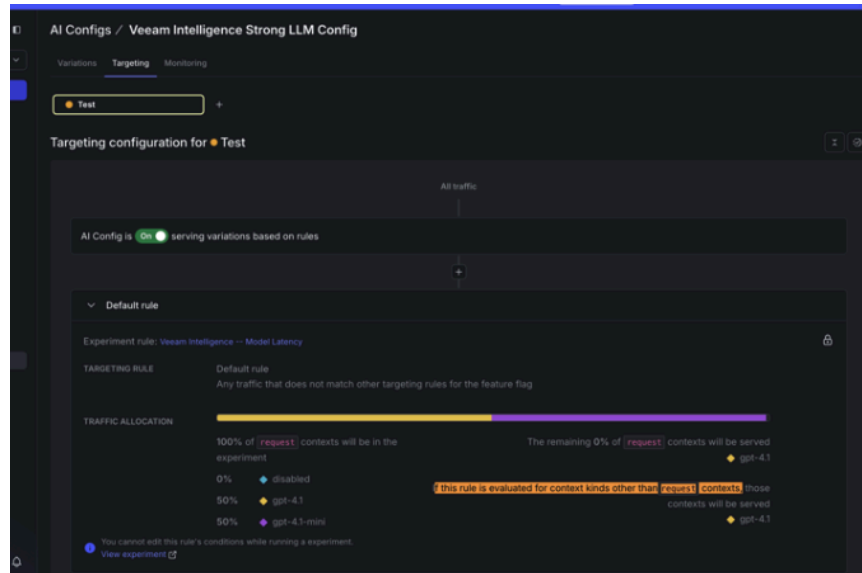 AI Configs / Veeam Intelligence Strong LLM Config
Variations Targeting Monitoring
Test
+
Targeting configuration for Test
All traffic
AI Config is On serving variations based on rules
+
Default rule
Experiment rule: Veeam Intelligence -- Model Latency
TARGETING RULE
Default rule
Any traffic that does not match other targeting rules for the feature flag
TRAFFIC ALLOCATION
100% of request contexts will be in the
experiment
0% disabled
50% gpt-4.1
50% gpt-4.1-mini
The remaining 0% of request contexts will be served
gpt-4.1
f this rule is evaluated for context kinds other than request contexts, those
contexts will be served
gpt-4.1
You cannot edit this rule's conditions while running a experiment.
View experiment